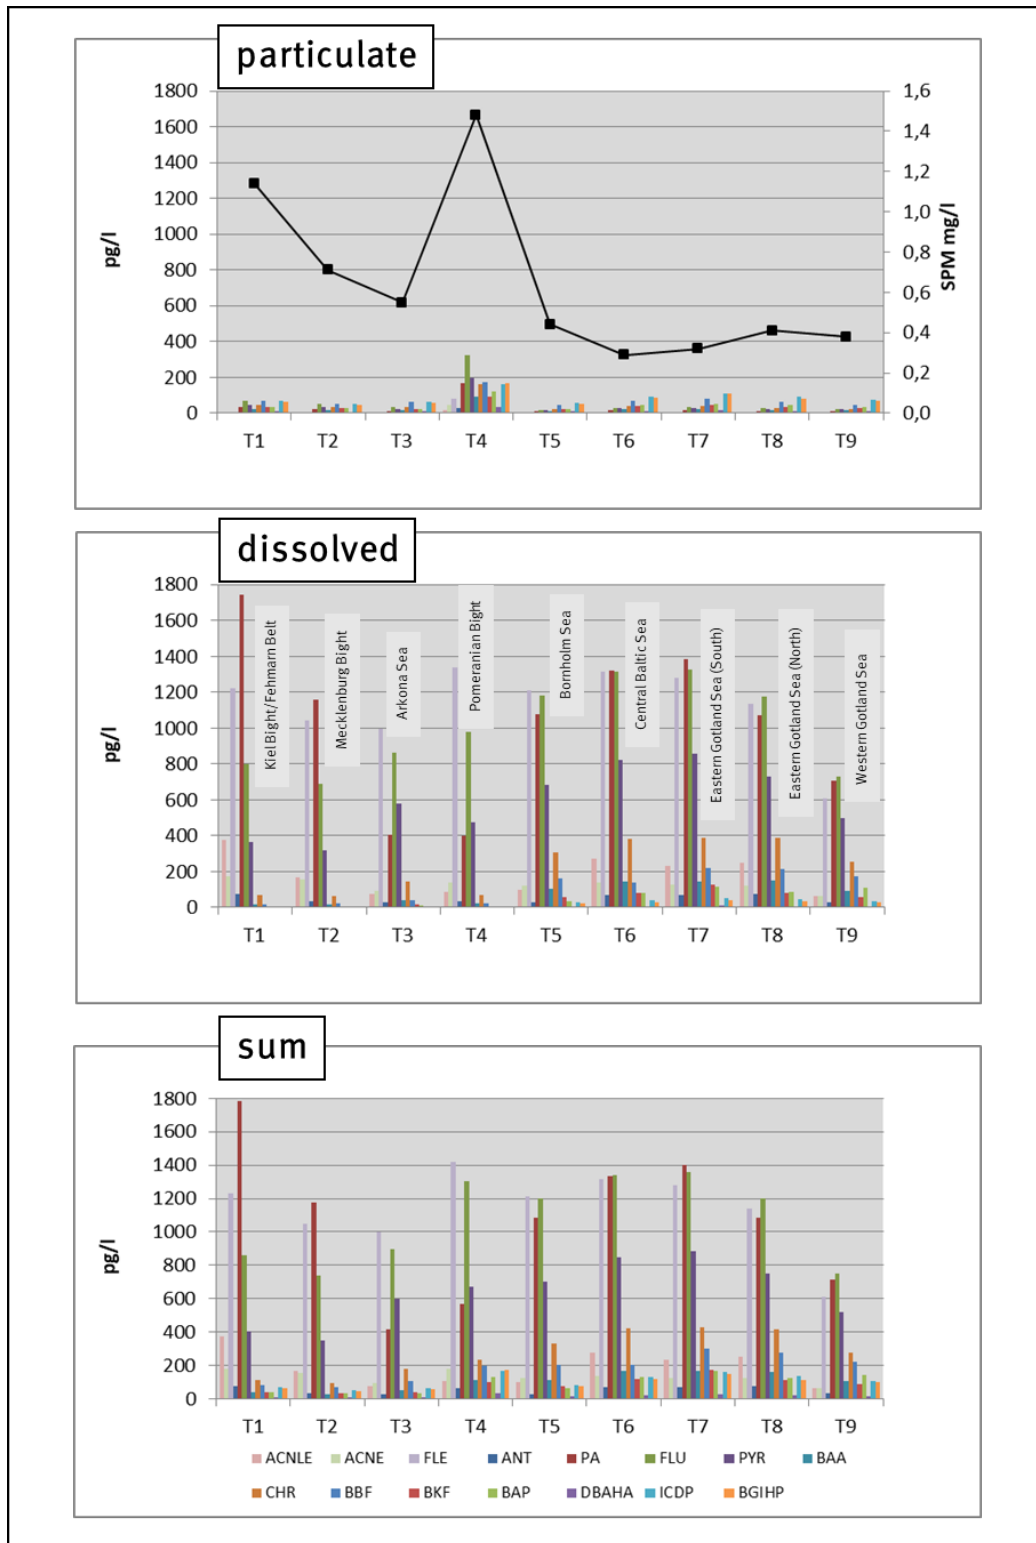 particulate
1800
1600
1400
1200
1000
800
600
400
200
0
pg/l
1,6
1,4
1,2
1,0
0,8
0,6
0,4
0,2
0,0
SPM mg/l
T1 T2 T3 T4 T5 T6 T7 T8 T9
dissolved
1800
1600
1400
1200
1000
800
600
400
200
0
pg/l
Kiel Bight/Fehmarn Belt
Mecklenburg Bight
Arkona Sea
Pomeranian Bight
Bornholm Sea
Central Baltic Sea
Eastern Gotland Sea (South)
Eastern Gotland Sea (North)
Western Gotland Sea
T1 T2 T3 T4 T5 T6 T7 T8 T9
sum
1800
1600
1400
1200
1000
800
600
400
200
0
pg/l
T1 T2 T3 T4 T5 T6 T7 T8 T9
ACNLE ACNE FLE ANT PA FLU PYR BAA
CHR BBF BKF BAP DBAHA ICDP BGIHP